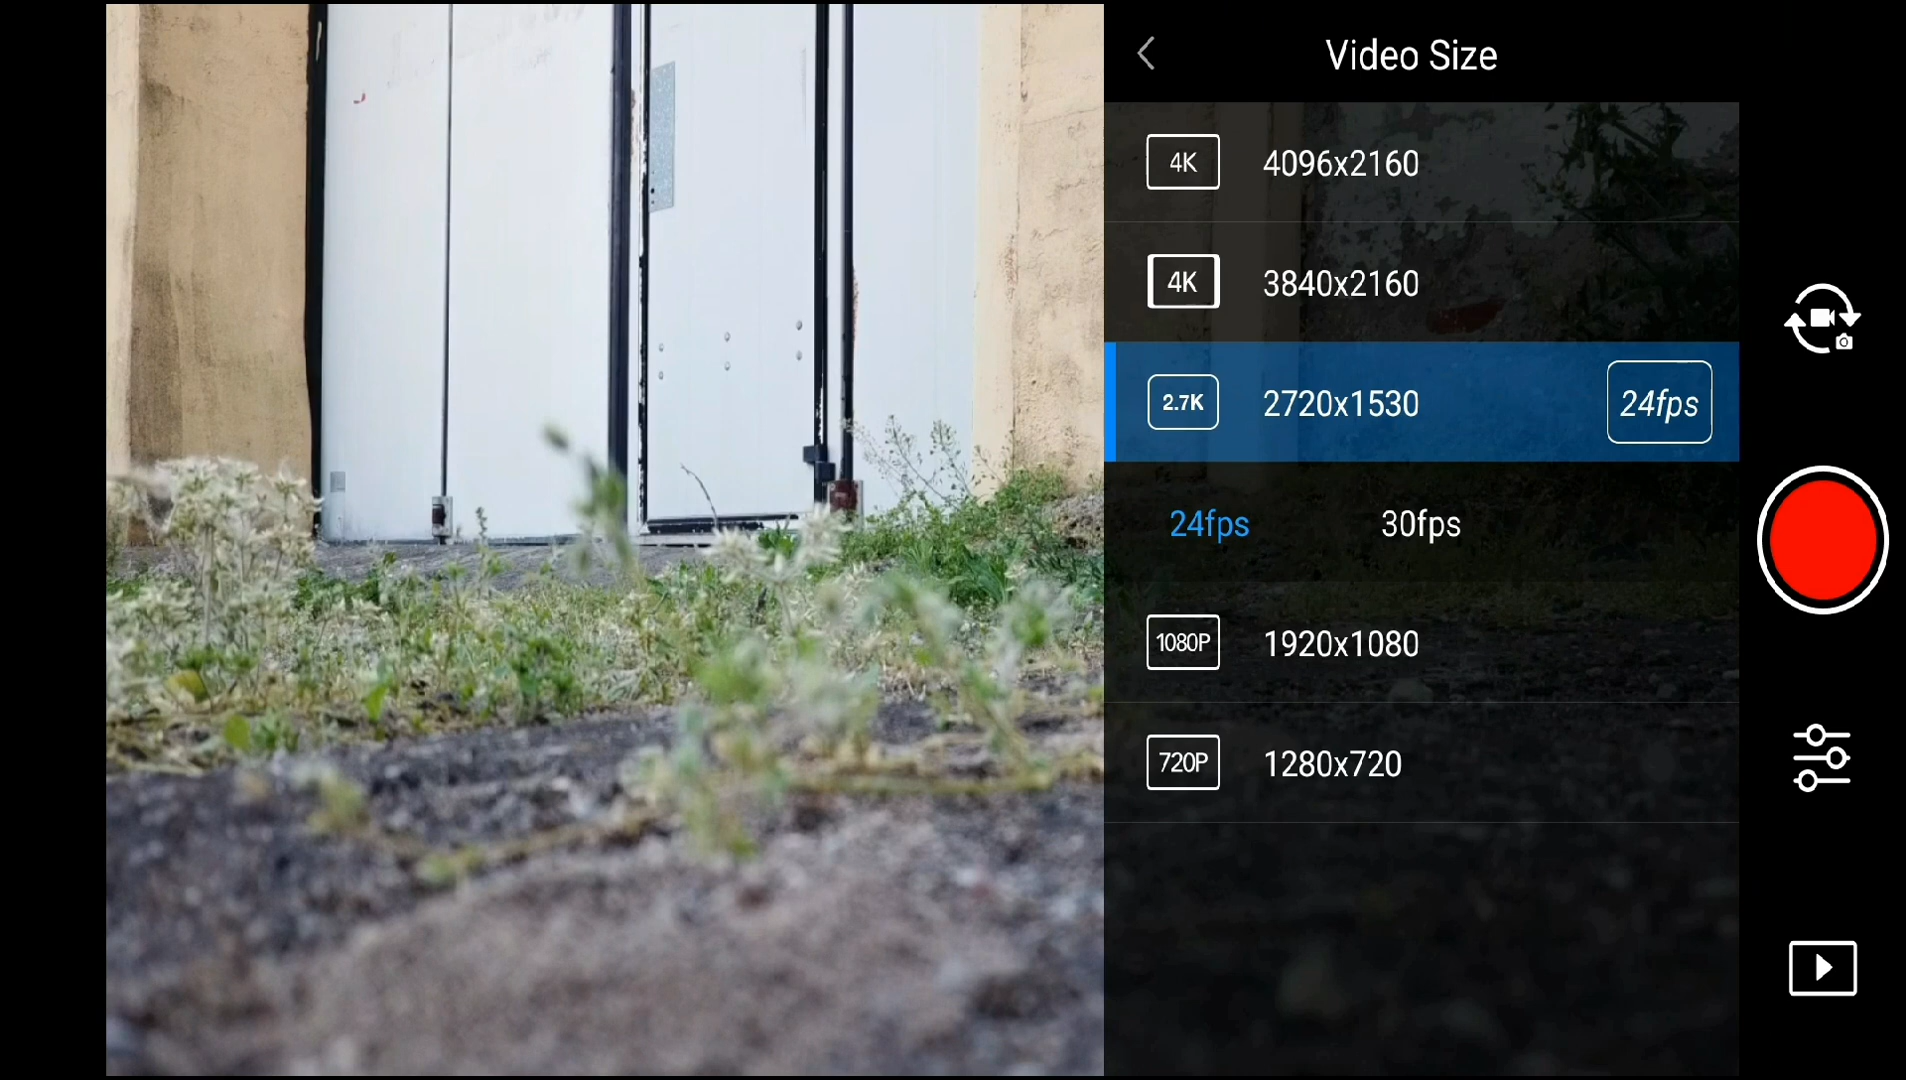 Video Size
4K 4096x2160
4K 3840x2160
2.7K 2720x1530 24fps
24fps 30fps
1080P 1920x1080
720P 1280x720